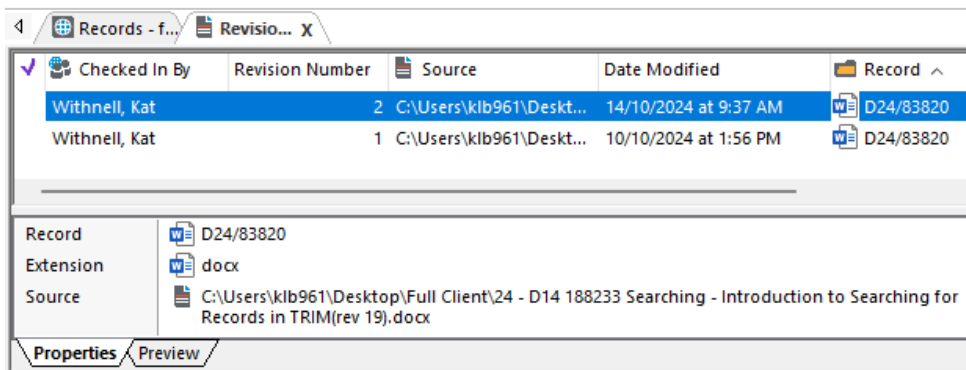 Records - f... Revisio... X
Checked In By Revision Number Source Date Modified Record
Withnell, Kat 2 C:\Users\klb961\Deskt... 14/10/2024 at 9:37 AM D24/83820
Withnell, Kat 1 C:\Users\klb961\Deskt... 10/10/2024 at 1:56 PM D24/83820
Record D24/83820
Extension docx
Source C:\Users\klb961\Desktop\Full Client\24 - D14 188233 Searching - Introduction to Searching for
Records in TRIM(rev 19).docx
Properties Preview